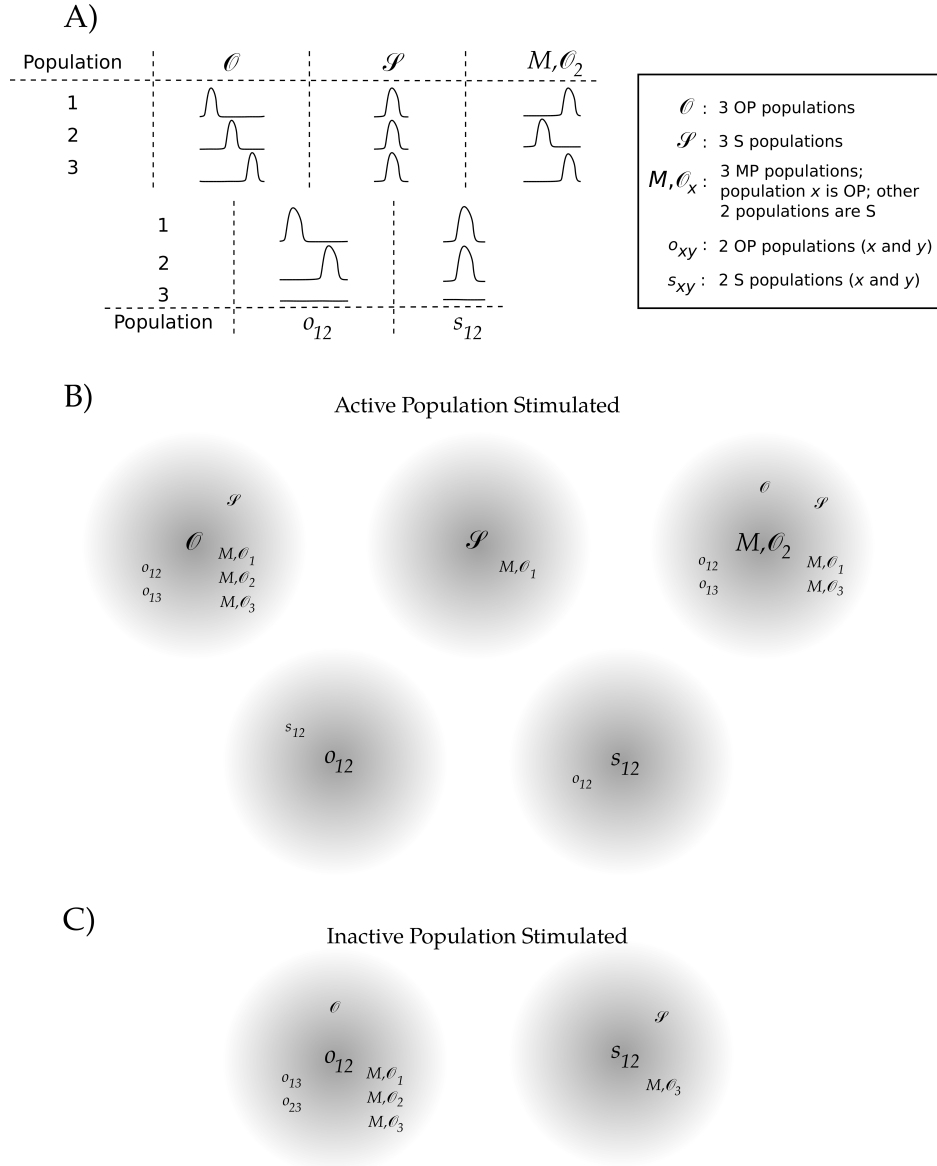 A)
Population 𝒪 𝒮 M,𝒪₂
1
2
3
1
2
3
Population o₁₂ s₁₂
𝒪 : 3 OP populations
𝒮 : 3 S populations
M,𝒪ₓ : 3 MP populations;
population x is OP; other
2 populations are S
o_xy : 2 OP populations (x and y)
s_xy : 2 S populations (x and y)
B)
Active Population Stimulated
𝒮
𝒪
M,𝒪₁
o₁₂
M,𝒪₂
o₁₃
M,𝒪₃
𝒮
M,𝒪₁
𝒪
𝒮
M,𝒪₂
o₁₂ M,𝒪₁
o₁₃ M,𝒪₃
s₁₂
o₁₂
s₁₂
o₁₂
C)
Inactive Population Stimulated
𝒪
o₁₂
o₁₃ M,𝒪₁
o₂₃ M,𝒪₂
M,𝒪₃
𝒮
s₁₂
M,𝒪₃